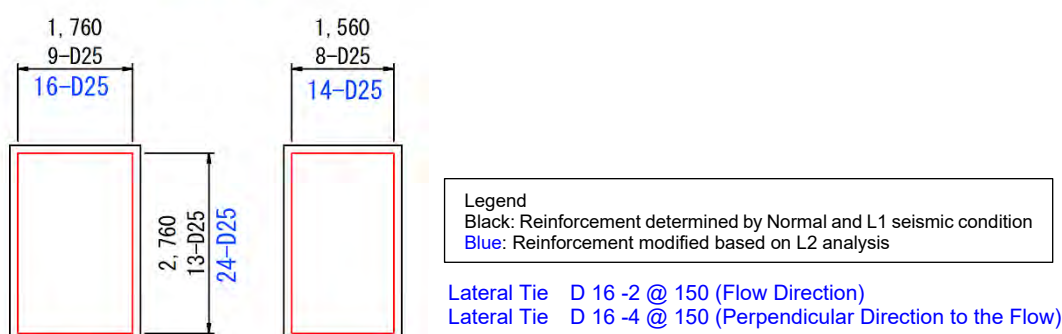 1,760
9-D25
16-D25
1,560
8-D25
14-D25
2,760
13-D25
24-D25
Legend
Black: Reinforcement determined by Normal and L1 seismic condition
Blue: Reinforcement modified based on L2 analysis
Lateral Tie D 16 -2 @ 150 (Flow Direction)
Lateral Tie D 16 -4 @ 150 (Perpendicular Direction to the Flow)